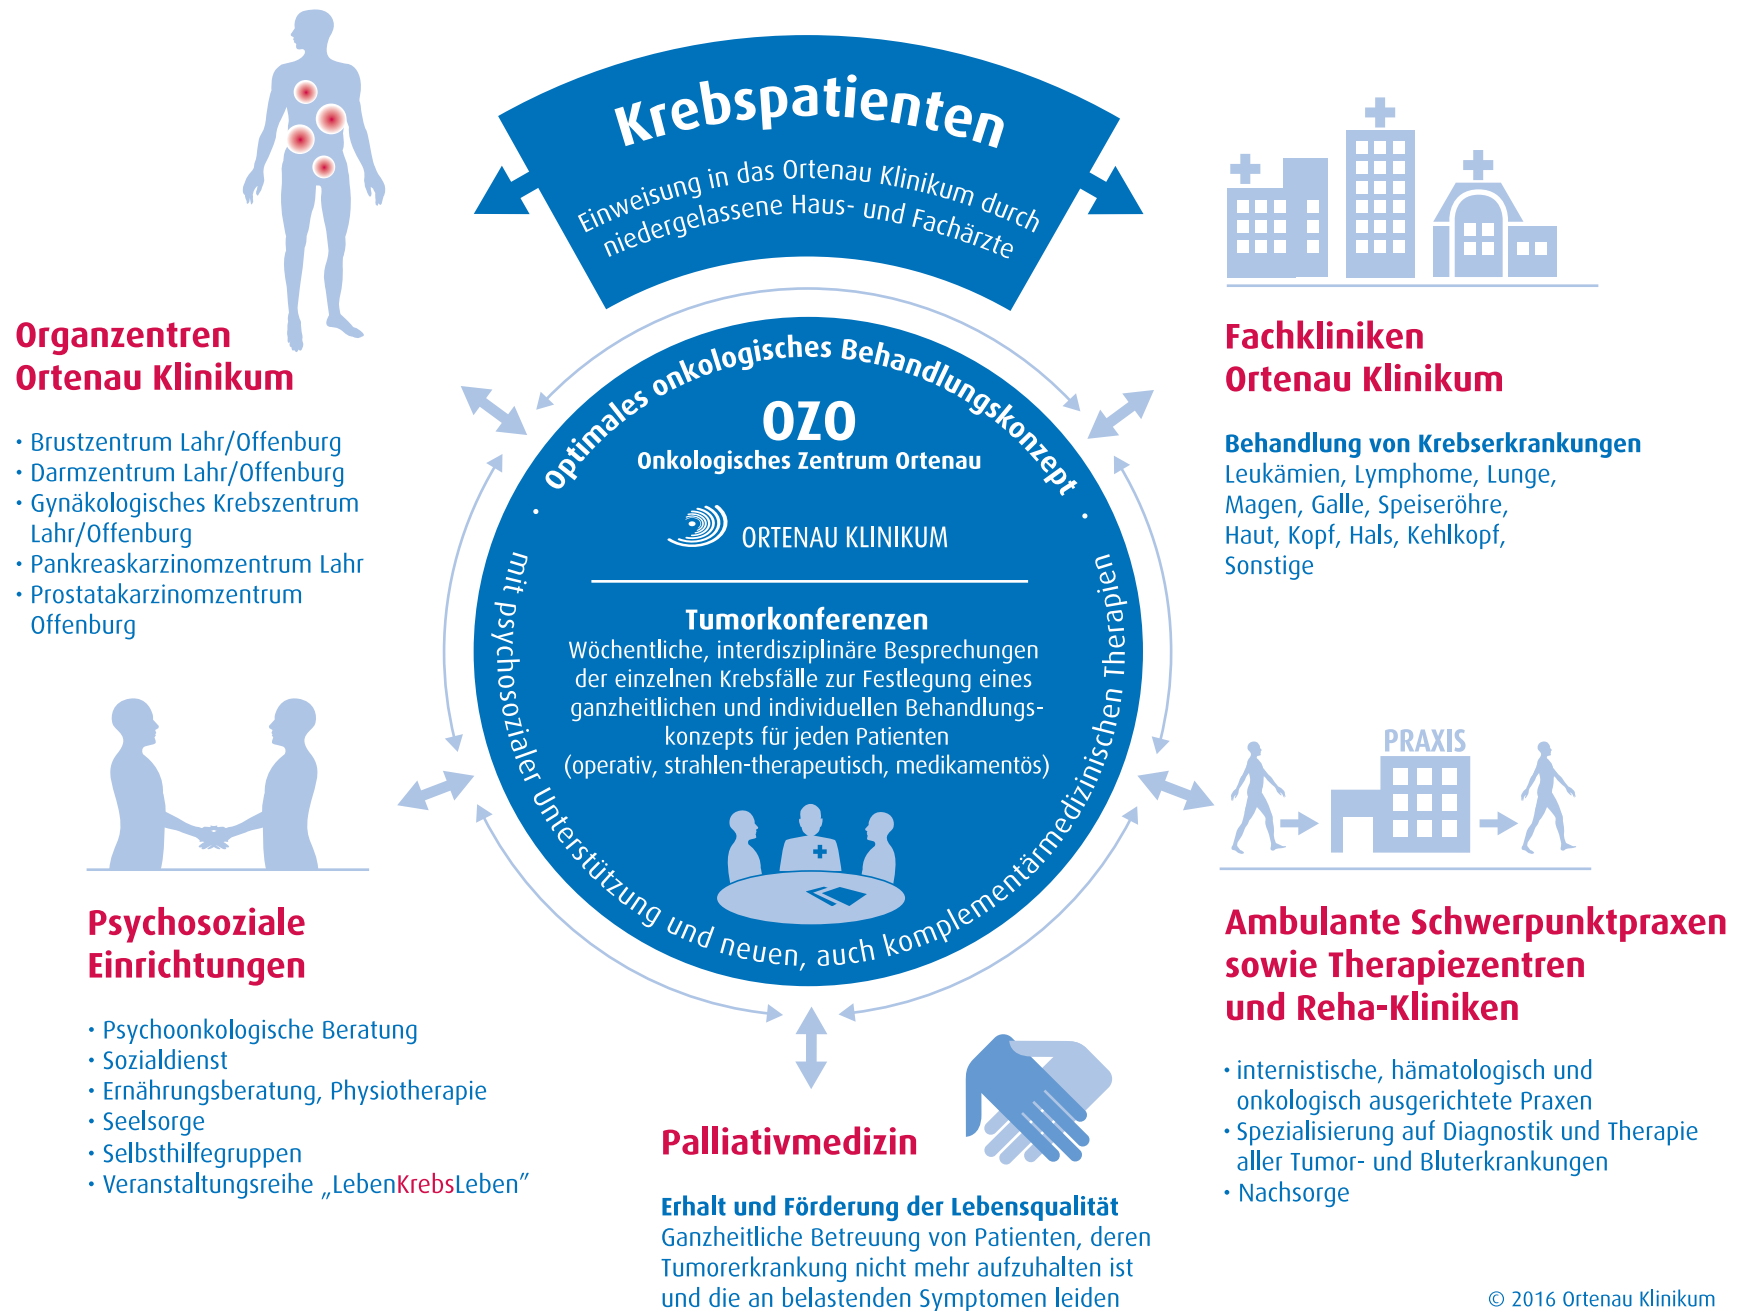 Krebspatienten
Einweisung in das Ortenau Klinikum durch
niedergelassene Haus- und Fachärzte
Organzentren
Ortenau Klinikum
· Brustzentrum Lahr/Offenburg
· Darmzentrum Lahr/Offenburg
· Gynäkologisches Krebszentrum
Lahr/Offenburg
· Pankreaskarzinomzentrum Lahr
· Prostatakarzinomzentrum
Offenburg
Fachkliniken
Ortenau Klinikum
Behandlung von Krebserkrankungen
Leukämien, Lymphome, Lunge,
Magen, Galle, Speiseröhre,
Haut, Kopf, Hals, Kehlkopf,
Sonstige
· Optimales onkologisches Behandlungskonzept ·
mit psychosozialer Unterstützung und neuen, auch komplementärmedizinischen Therapien
OZO
Onkologisches Zentrum Ortenau
ORTENAU KLINIKUM
Tumorkonferenzen
Wöchentliche, interdisziplinäre Besprechungen
der einzelnen Krebsfälle zur Festlegung eines
ganzheitlichen und individuellen Behandlungs-
konzepts für jeden Patienten
(operativ, strahlen-therapeutisch, medikamentös)
Psychosoziale
Einrichtungen
· Psychoonkologische Beratung
· Sozialdienst
· Ernährungsberatung, Physiotherapie
· Seelsorge
· Selbsthilfegruppen
· Veranstaltungsreihe „LebenKrebsLeben”
PRAXIS
Ambulante Schwerpunktpraxen
sowie Therapiezentren
und Reha-Kliniken
· internistische, hämatologisch und
onkologisch ausgerichtete Praxen
· Spezialisierung auf Diagnostik und Therapie
aller Tumor- und Bluterkrankungen
· Nachsorge
Palliativmedizin
Erhalt und Förderung der Lebensqualität
Ganzheitliche Betreuung von Patienten, deren
Tumorerkrankung nicht mehr aufzuhalten ist
und die an belastenden Symptomen leiden
© 2016 Ortenau Klinikum